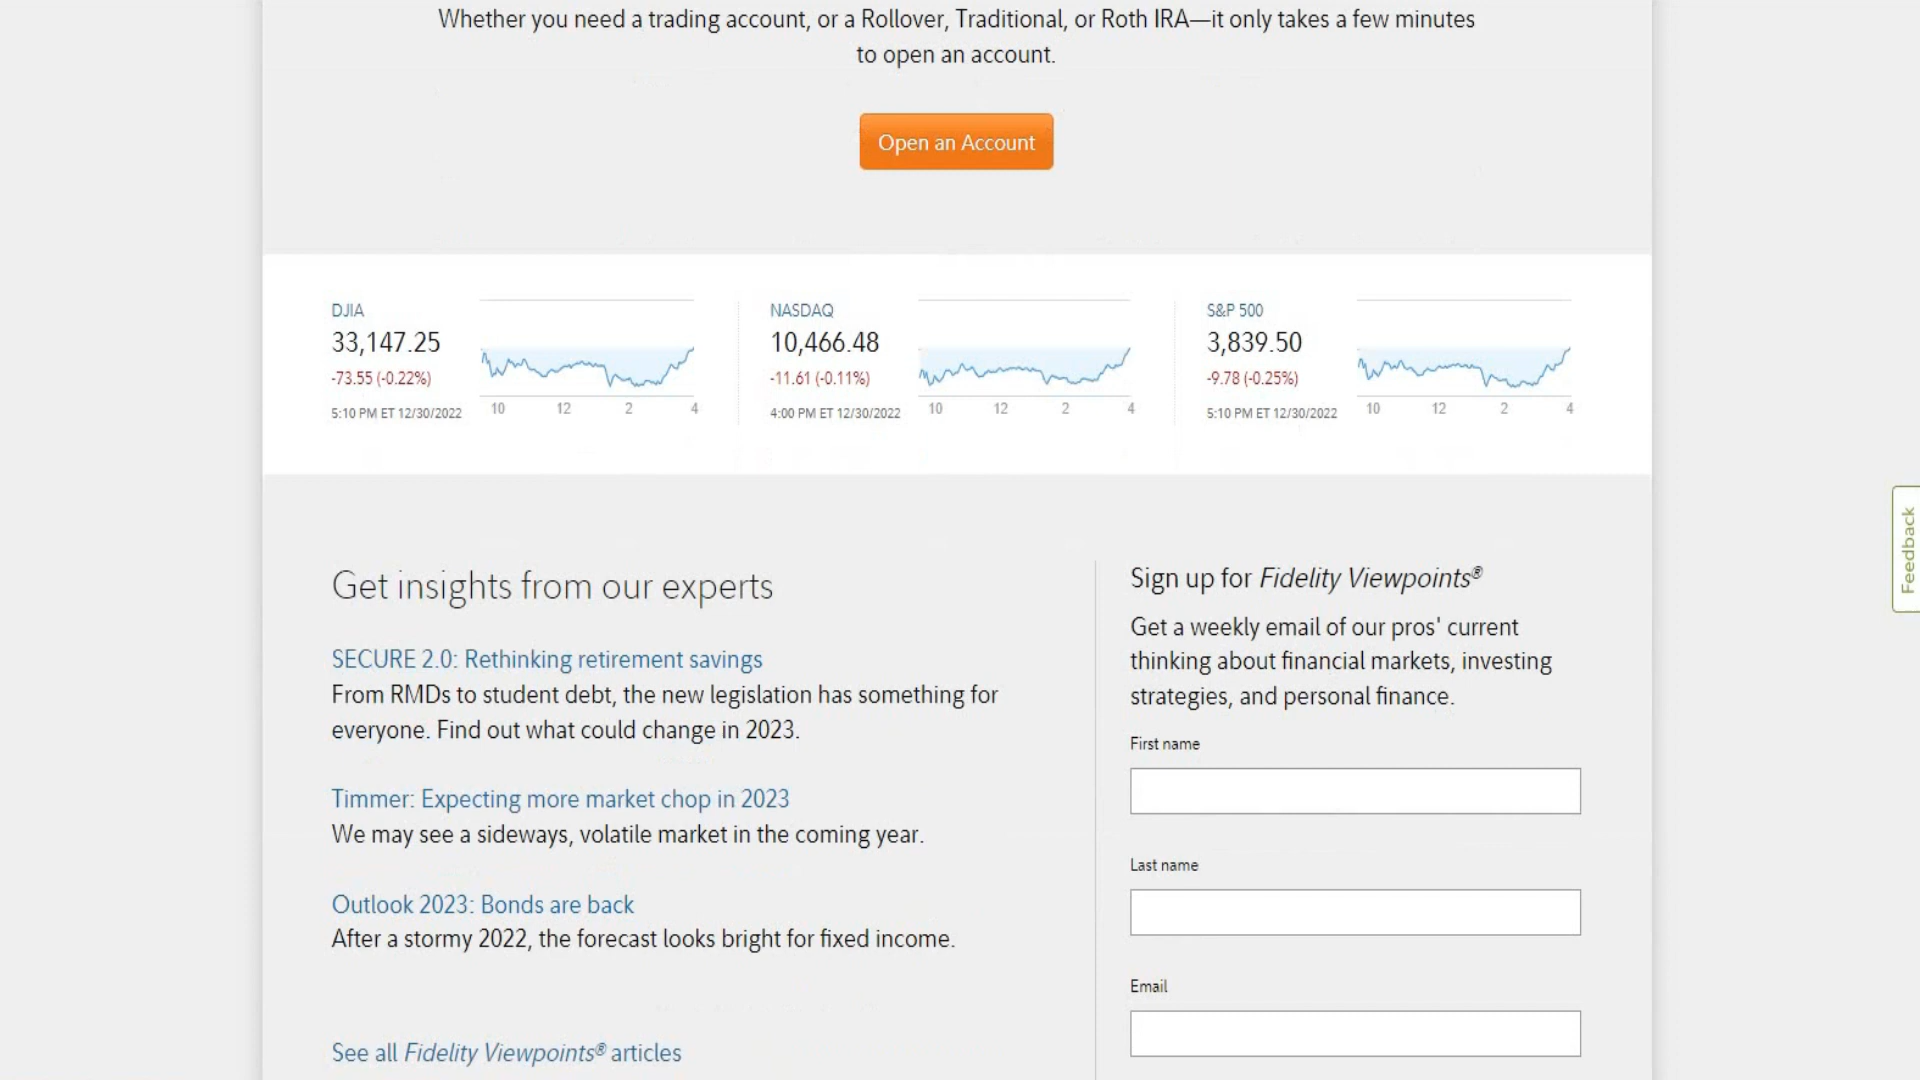 Whether you need a trading account, or a Rollover, Traditional, or Roth IRA—it only takes a few minutes
to open an account.
Open an Account
DJIA
33,147.25
-73.55 (-0.22%)
5:10 PM ET 12/30/2022
10 12 2 4
NASDAQ
10,466.48
-11.61 (-0.11%)
4:00 PM ET 12/30/2022
10 12 2 4
S&P 500
3,839.50
-9.78 (-0.25%)
5:10 PM ET 12/30/2022
10 12 2 4
Feedback
Get insights from our experts
SECURE 2.0: Rethinking retirement savings
From RMDs to student debt, the new legislation has something for
everyone. Find out what could change in 2023.
Timmer: Expecting more market chop in 2023
We may see a sideways, volatile market in the coming year.
Outlook 2023: Bonds are back
After a stormy 2022, the forecast looks bright for fixed income.
See all Fidelity Viewpoints® articles
Sign up for Fidelity Viewpoints®
Get a weekly email of our pros' current
thinking about financial markets, investing
strategies, and personal finance.
First name
Last name
Email